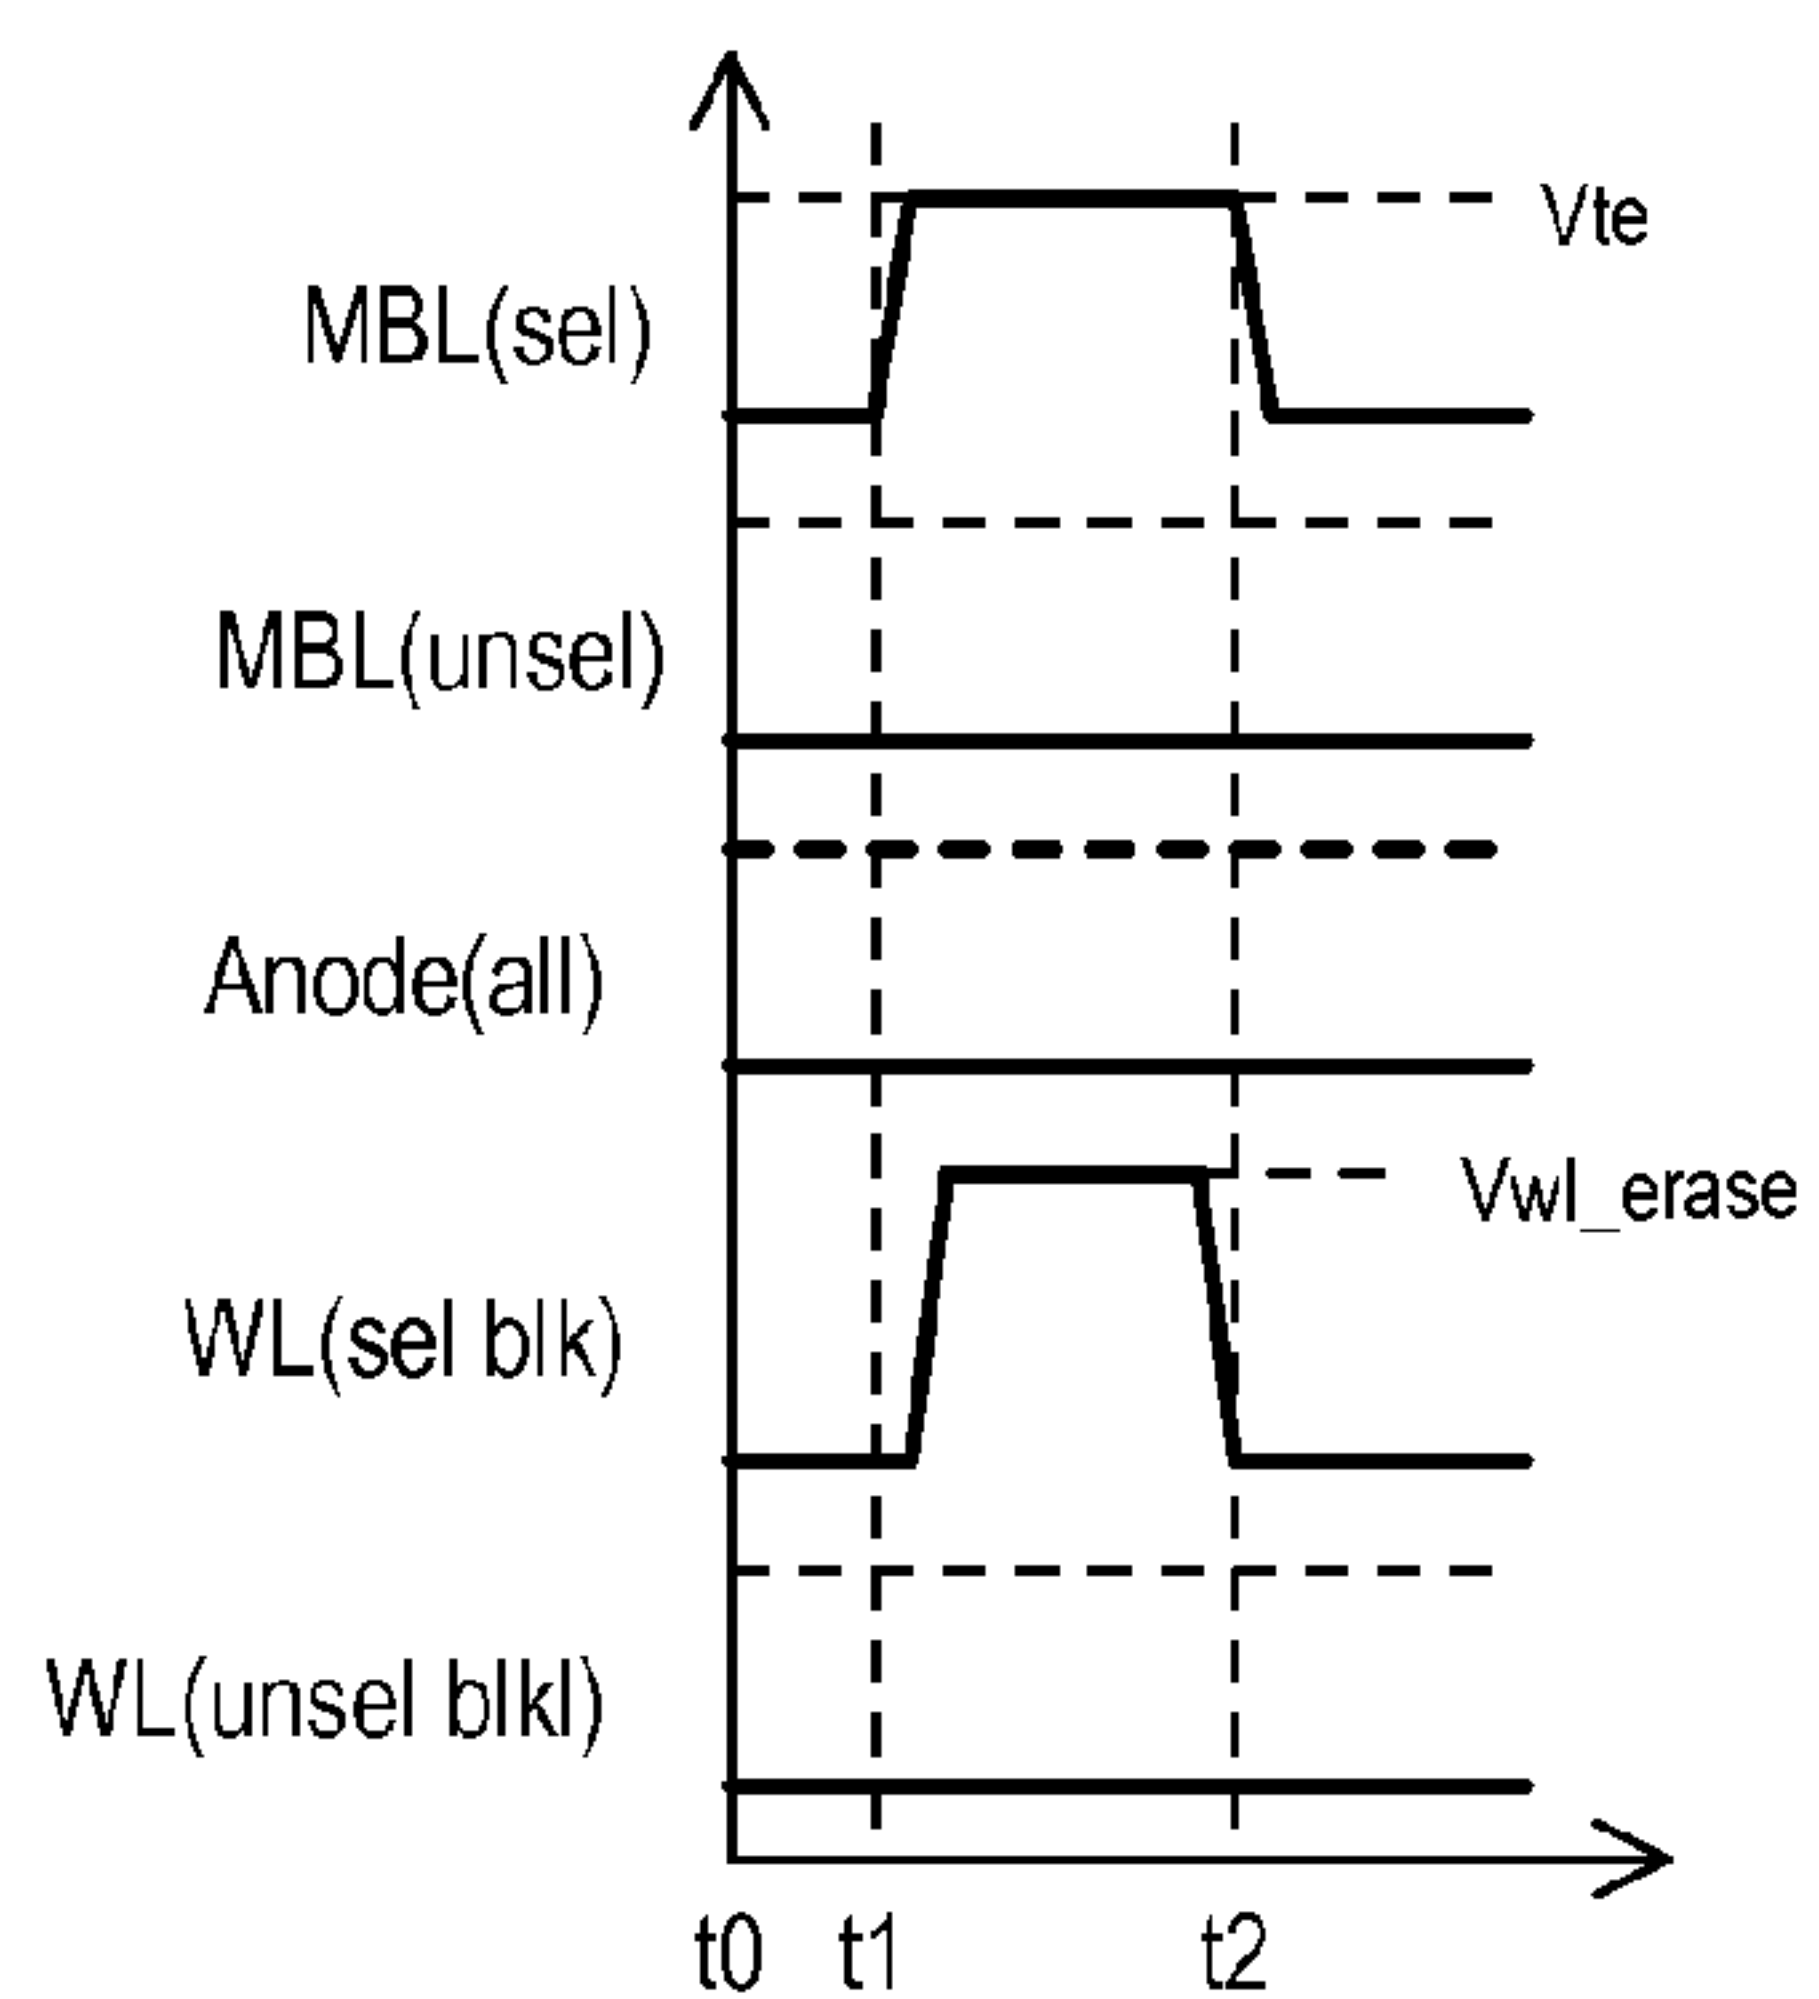 Vte
MBL(sel)
MBL(unsel)
Anode(all)
Vwl_erase
WL(sel blk)
WL(unsel blkl)
t0 t1 t2